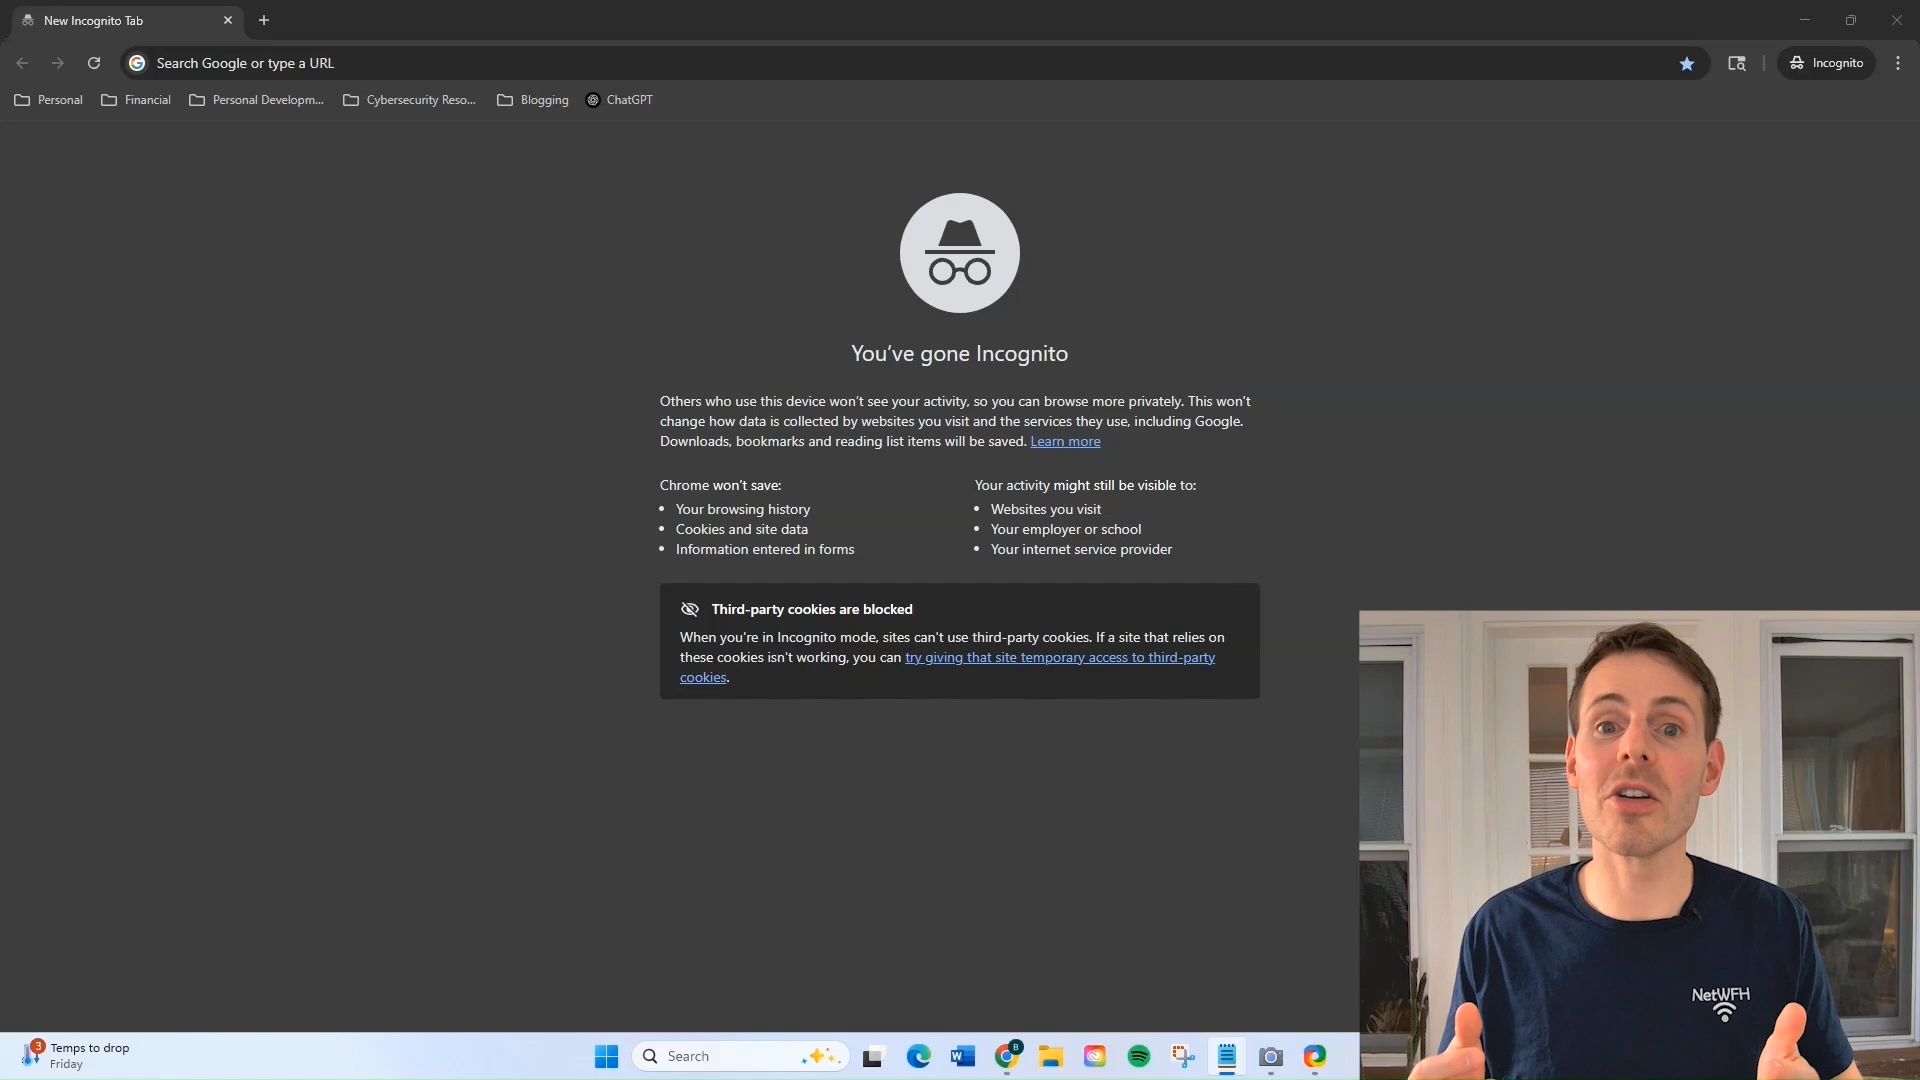 New Incognito Tab
Search Google or type a URL
Incognito
Personal
Financial
Personal Developm...
Cybersecurity Reso...
Blogging
ChatGPT
You've gone Incognito
Others who use this device won't see your activity, so you can browse more privately. This won't
change how data is collected by websites you visit and the services they use, including Google.
Downloads, bookmarks and reading list items will be saved. Learn more
Chrome won't save:
Your browsing history
Cookies and site data
Information entered in forms
Your activity might still be visible to:
Websites you visit
Your employer or school
Your internet service provider
Third-party cookies are blocked
When you're in Incognito mode, sites can't use third-party cookies. If a site that relies on
these cookies isn't working, you can try giving that site temporary access to third-party
cookies.
NetWFH
3
Temps to drop
Friday
Search
W
B